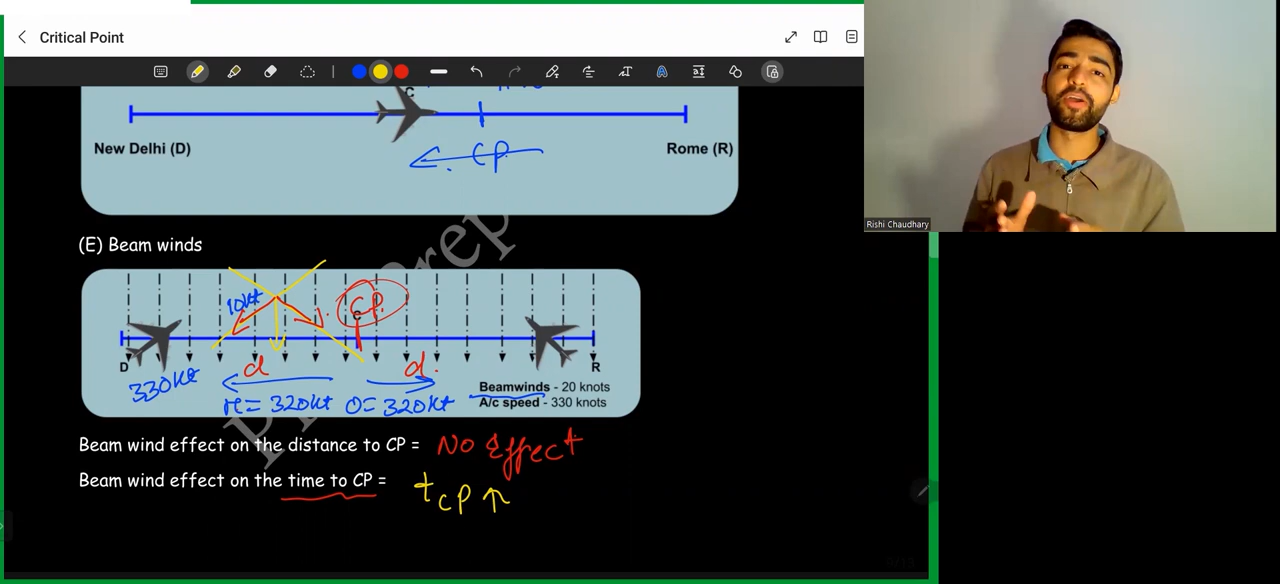 Critical Point
C
New Delhi (D)
CP
Rome (R)
Rishi Chaudhary
Prep
(E) Beam winds
10kt
CP.
C
D
R
d
d.
330kt
H = 320kt O = 320kt
Beamwinds - 20 knots
A/c speed - 330 knots
Beam wind effect on the distance to CP = No Effect
Beam wind effect on the time to CP = tCP ↑